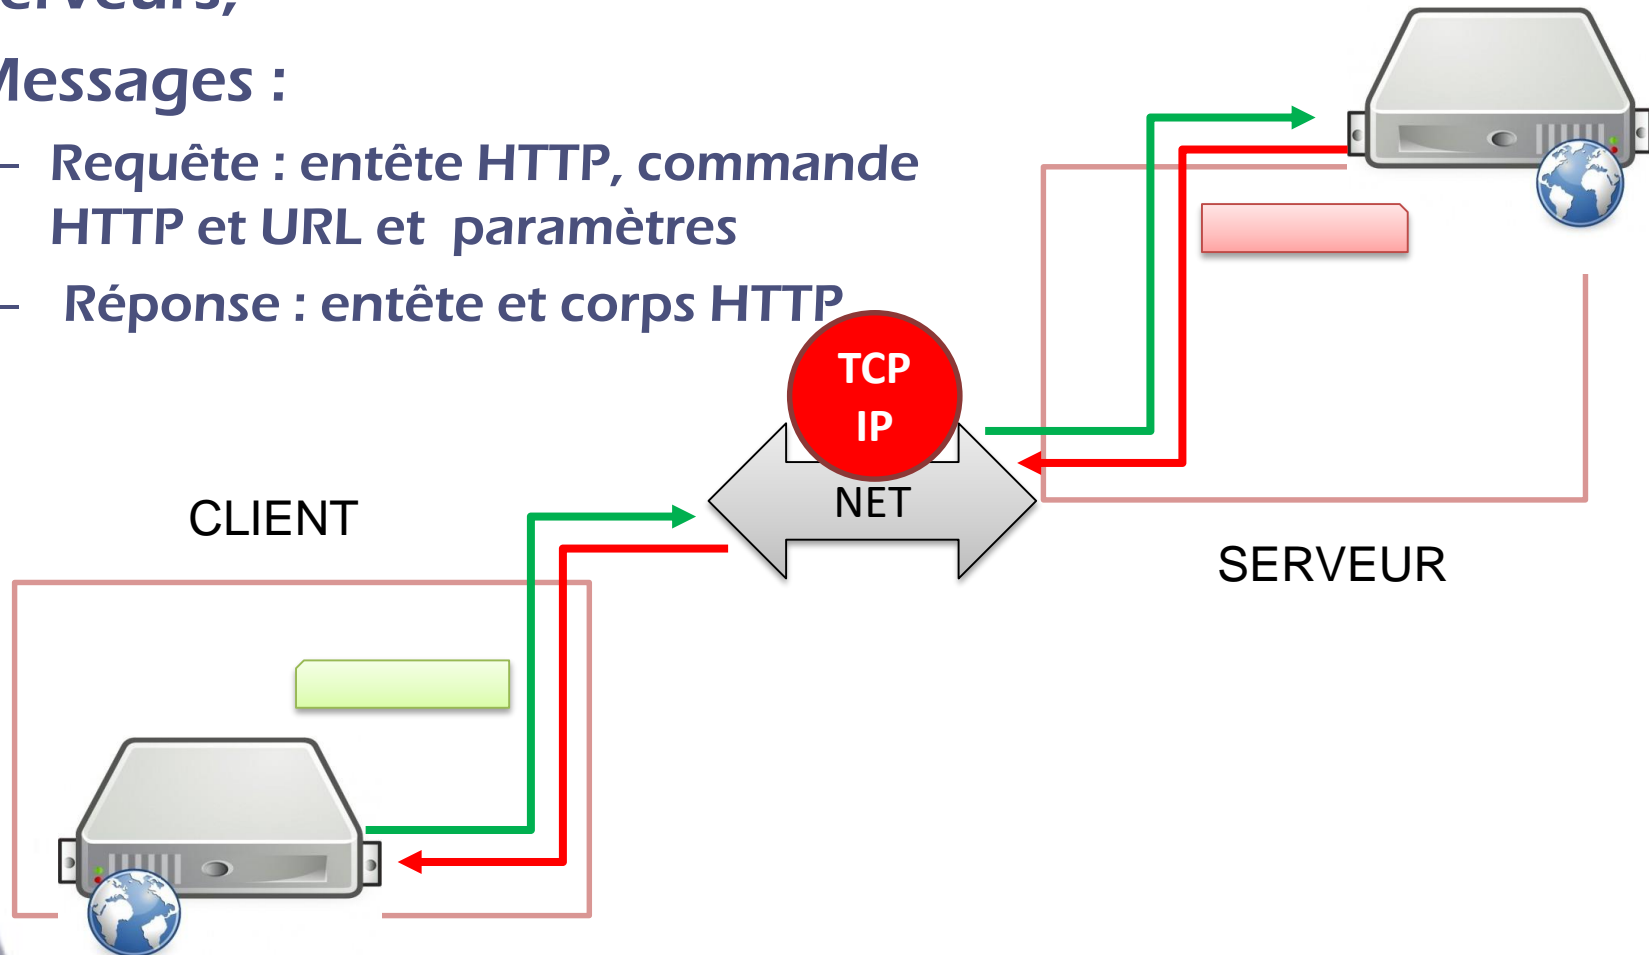 erveurs,
Messages :
– Requête : entête HTTP, commande
HTTP et URL et paramètres
– Réponse : entête et corps HTTP
TCP
IP
NET
CLIENT
SERVEUR